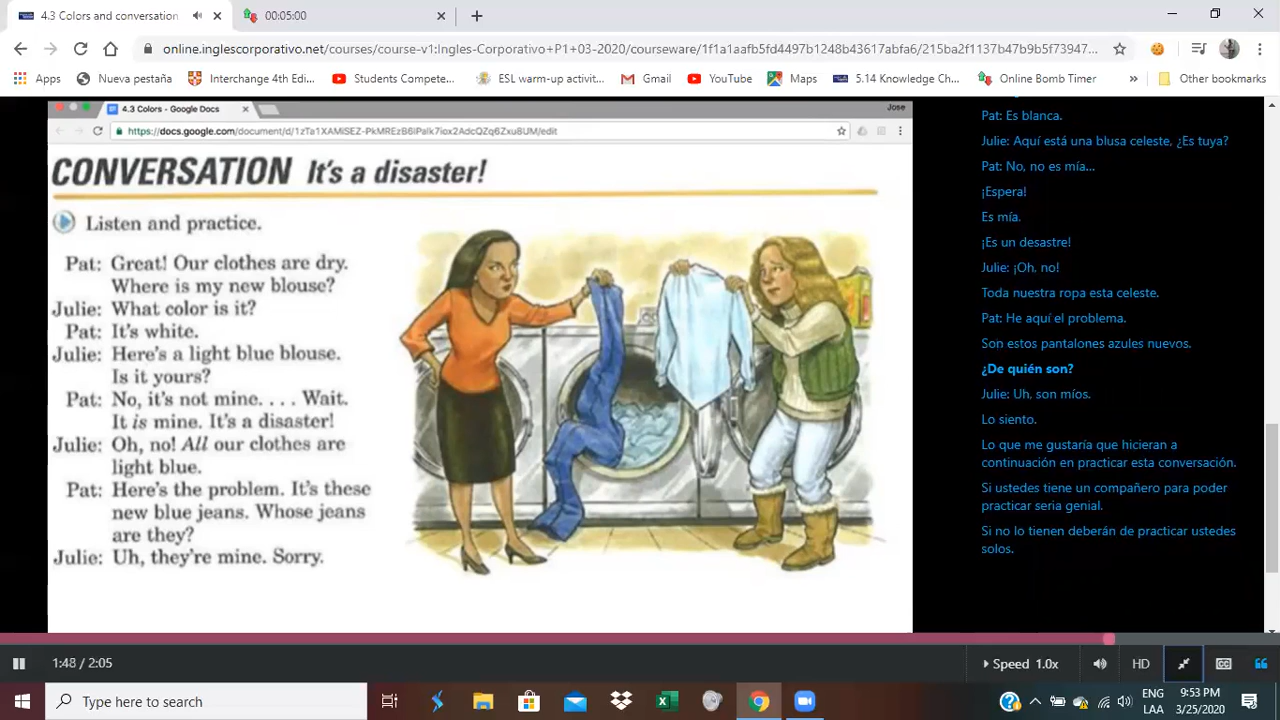 4.3 Colors and conversation
00:05:00
online.inglescorporativo.net/courses/course-v1:Ingles-Corporativo+P1+03-2020/courseware/1f1a1aafb5fd4497b1248b43617abfa6/215ba2f1137b47b9b5f73947...
Apps
Nueva pestaña
Interchange 4th Edi...
Students Compete...
ESL warm-up activit...
Gmail
YouTube
Maps
5.14 Knowledge Ch...
Online Bomb Timer
»
Other bookmarks
4.3 Colors - Google Docs
Jose
CONVERSATION It's a disaster!
Listen and practice.
Pat: Great! Our clothes are dry.
Where is my new blouse?
Julie: What color is it?
Pat: It's white.
Julie: Here's a light blue blouse.
Is it yours?
Pat: No, it's not mine. . . . Wait.
It is mine. It's a disaster!
Julie: Oh, no! All our clothes are
light blue.
Pat: Here's the problem. It's these
new blue jeans. Whose jeans
are they?
Julie: Uh, they're mine. Sorry.
Pat: Es blanca.
Julie: Aquí está una blusa celeste, ¿Es tuya?
Pat: No, no es mía...
¡Espera!
Es mía.
¡Es un desastre!
Julie: ¡Oh, no!
Toda nuestra ropa esta celeste.
Pat: He aquí el problema.
Son estos pantalones azules nuevos.
¿De quién son?
Julie: Uh, son míos.
Lo siento.
Lo que me gustaría que hicieran a
continuación en practicar esta conversación.
Si ustedes tiene un compañero para poder
practicar seria genial.
Si no lo tienen deberán de practicar ustedes
solos.
1:48 / 2:05
Speed 1.0x
HD
Type here to search
ENG
LAA
9:53 PM
3/25/2020